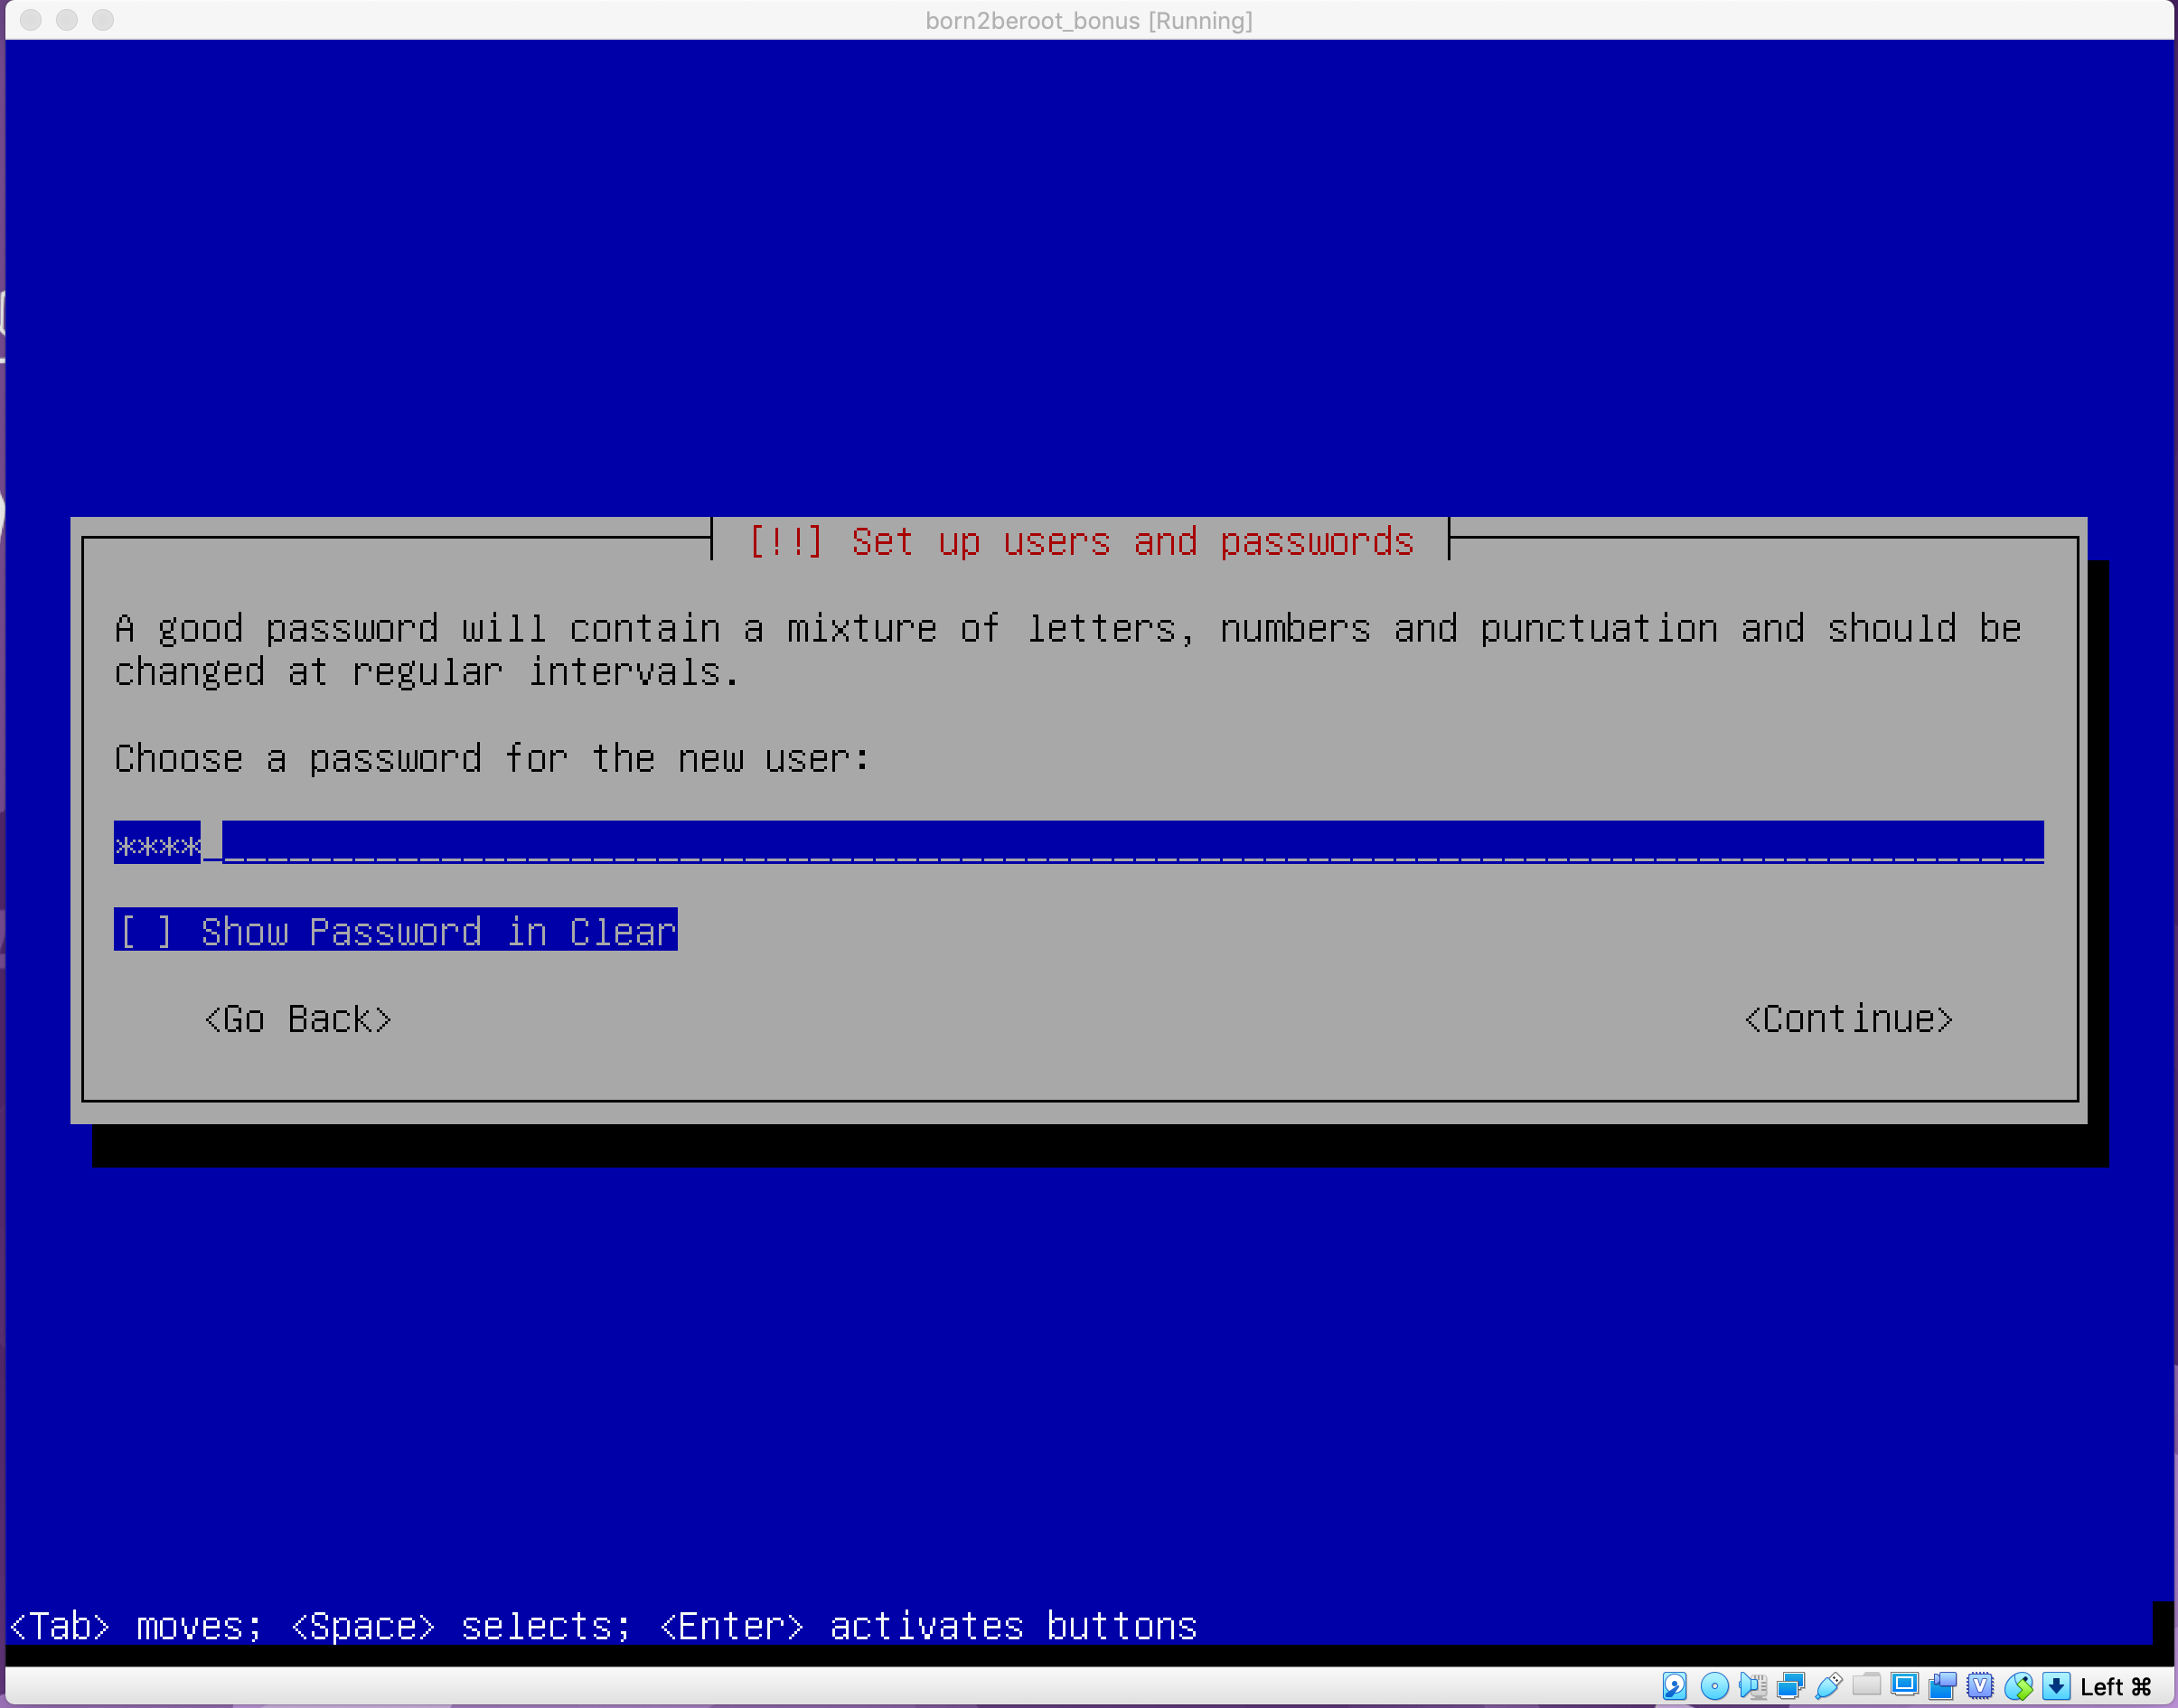 born2beroot_bonus [Running]
[!!] Set up users and passwords
A good password will contain a mixture of letters, numbers and punctuation and should be
changed at regular intervals.
Choose a password for the new user:
****
[ ] Show Password in Clear
<Go Back>
<Continue>
<Tab> moves; <Space> selects; <Enter> activates buttons
Left ⌘